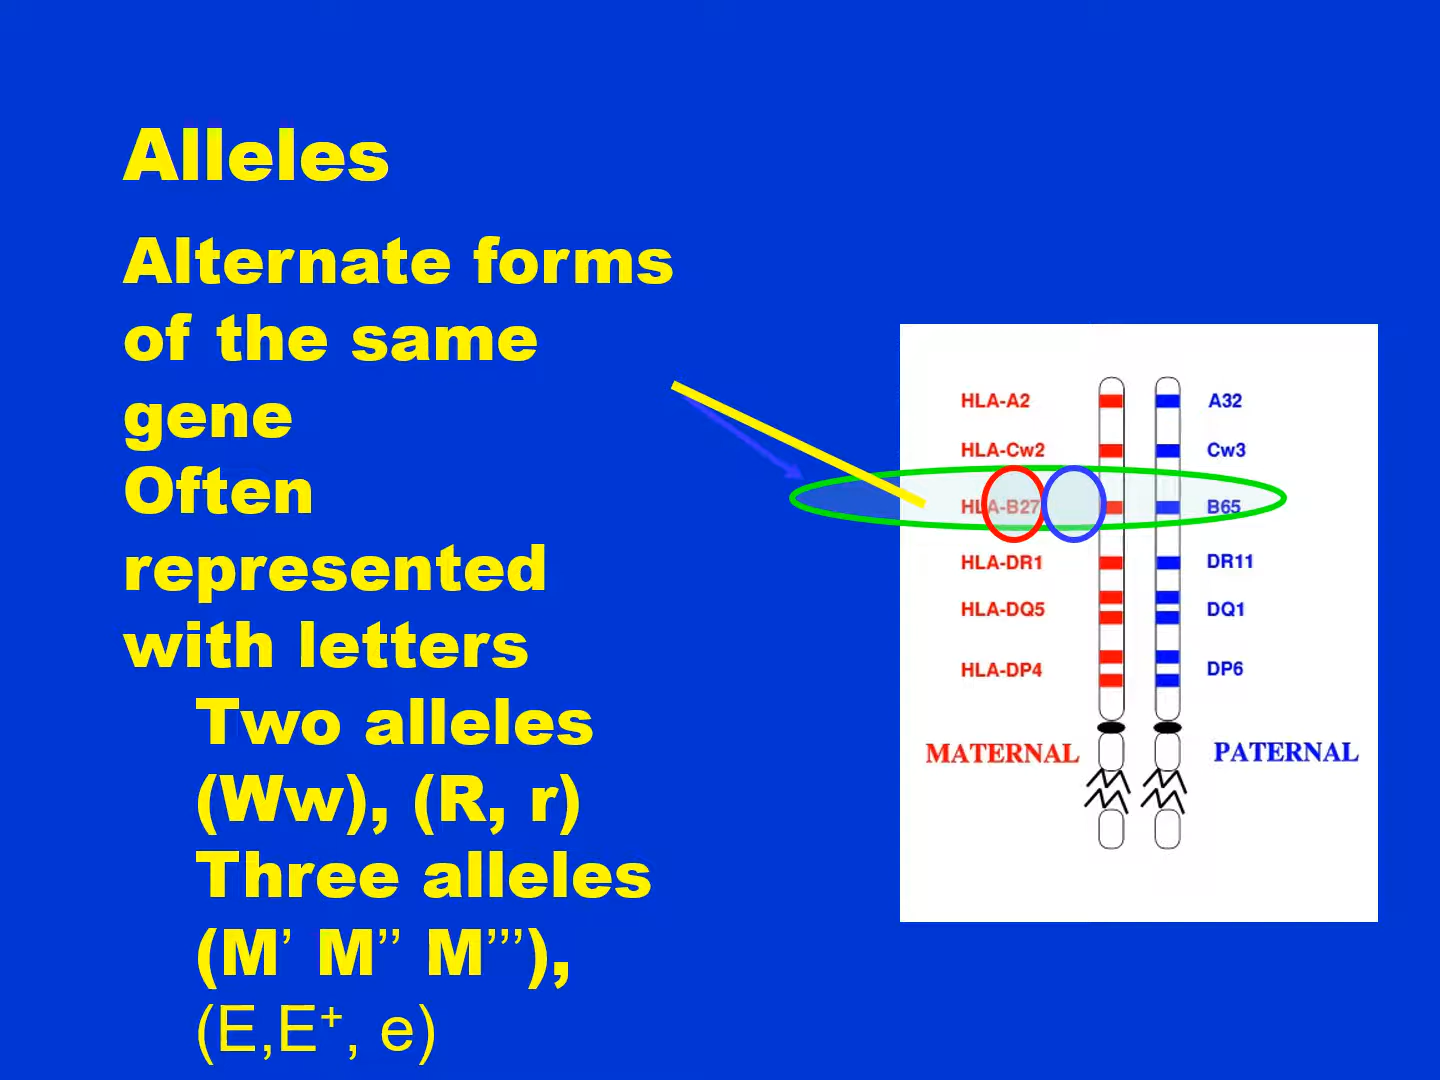 Alleles
Alternate forms
of the same
gene
Often
represented
with letters
Two alleles
(Ww), (R, r)
Three alleles
(M’ M’’ M’’’),
(E,E⁺, e)
HLA-A2 A32
HLA-Cw2 Cw3
HLA-B27 B65
HLA-DR1 DR11
HLA-DQ5 DQ1
HLA-DP4 DP6
MATERNAL PATERNAL